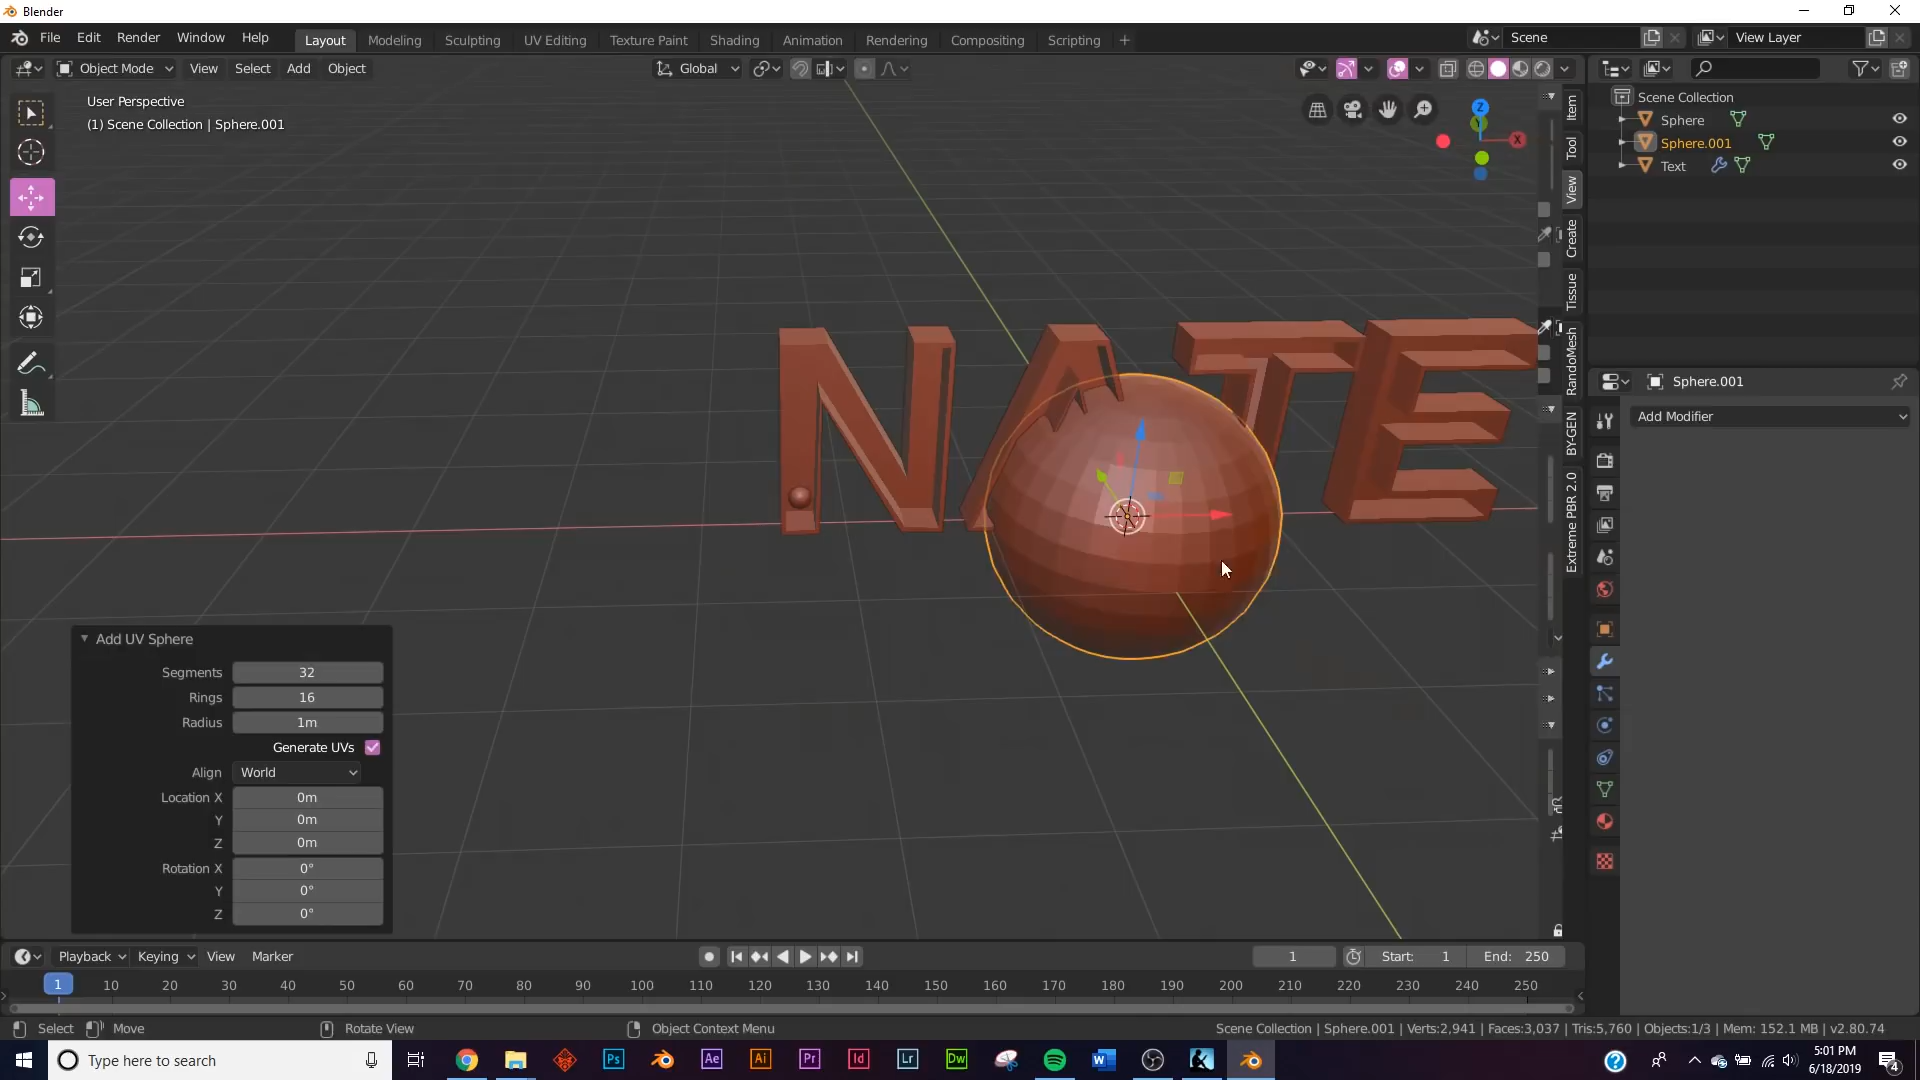 Blender
File Edit Render Window Help Layout Modeling Sculpting UV Editing Texture Paint Shading Animation Rendering Compositing Scripting + Scene View Layer
Object Mode View Select Add Object Global
User Perspective
(1) Scene Collection | Sphere.001
Scene Collection
Sphere
Sphere.001
Text
Z
X
Item
Tool
View
Create
Tissue
RandoMesh
BY-GEN
Extreme PBR 2.0
Sphere.001
Add Modifier
NATE
Add UV Sphere
Segments 32
Rings 16
Radius 1m
Generate UVs
Align World
Location X 0m
Y 0m
Z 0m
Rotation X 0°
Y 0°
Z 0°
Playback Keying View Marker 1 Start: 1 End: 250
1 10 20 30 40 50 60 70 80 90 100 110 120 130 140 150 160 170 180 190 200 210 220 230 240 250
Select Move Rotate View Object Context Menu Scene Collection | Sphere.001 | Verts:2,941 | Faces:3,037 | Tris:5,760 | Objects:1/3 | Mem: 152.1 MB | v2.80.74
Type here to search Ps Ae Ai Pr Id Lr Dw W
5:01 PM
6/18/2019
4